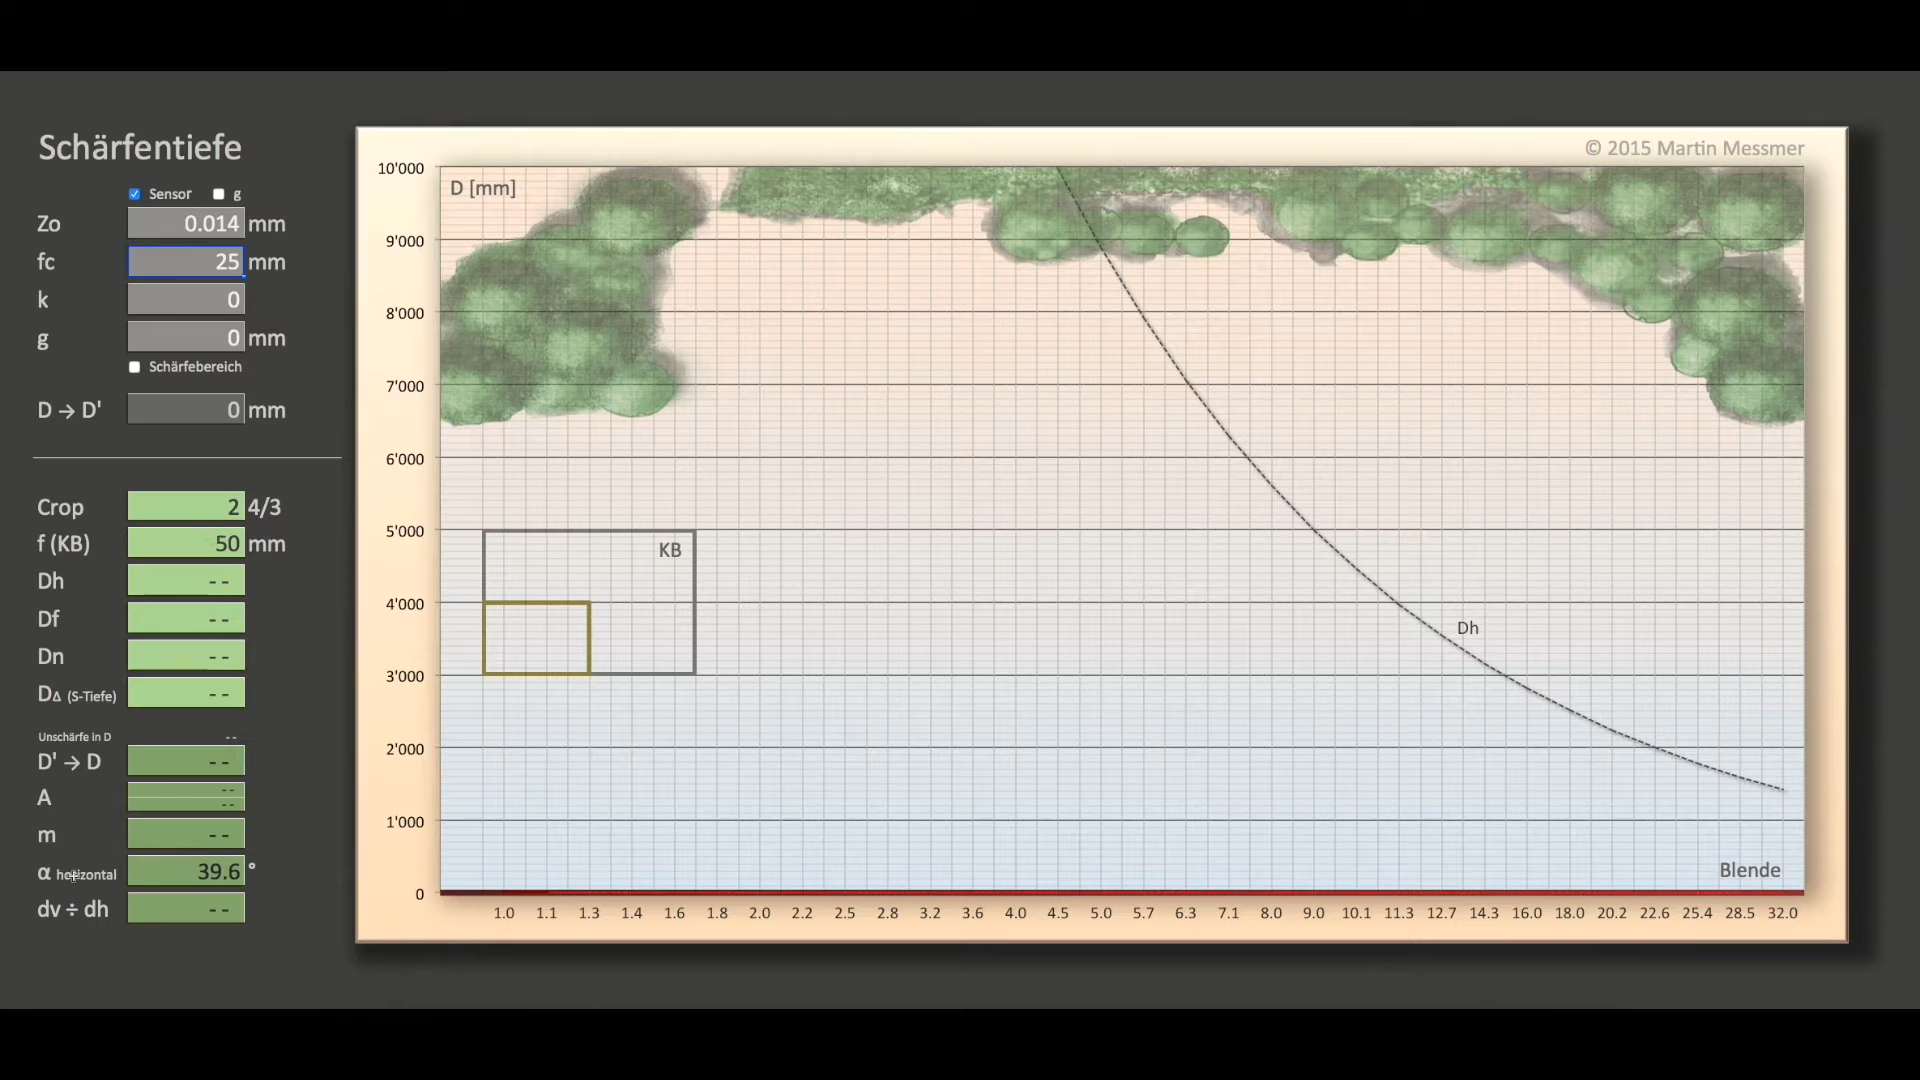 Schärfentiefe
Sensor g
Zo 0.014 mm
fc 25 mm
k 0
g 0 mm
Schärfebereich
D → D' 0 mm
Crop 2 4/3
f (KB) 50 mm
Dh - -
Df - -
Dn - -
D∆ (S-Tiefe) - -
Unschärfe in D - -
D' → D - -
A - -
- -
m - -
α horizontal 39.6 °
dv ÷ dh - -
© 2015 Martin Messmer
D [mm]
10'000
9'000
8'000
7'000
6'000
5'000
4'000
3'000
2'000
1'000
0
KB
Dh
Blende
1.0 1.1 1.3 1.4 1.6 1.8 2.0 2.2 2.5 2.8 3.2 3.6 4.0 4.5 5.0 5.7 6.3 7.1 8.0 9.0 10.1 11.3 12.7 14.3 16.0 18.0 20.2 22.6 25.4 28.5 32.0